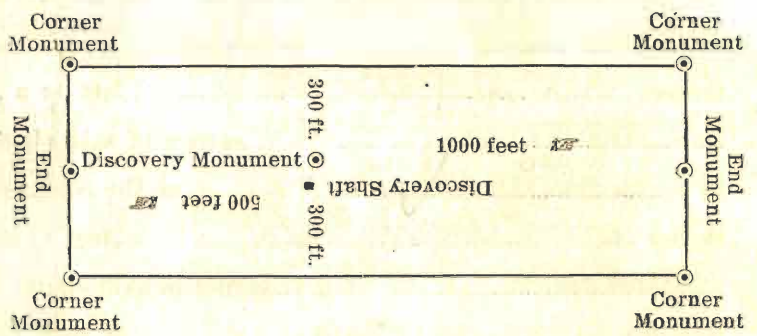 Corner
Monument
Corner
Monument
300 ft.
End
Monument
Discovery Monument
1000 feet
End
Monument
Discovery Shaft
500 feet
300 ft.
Corner
Monument
Corner
Monument